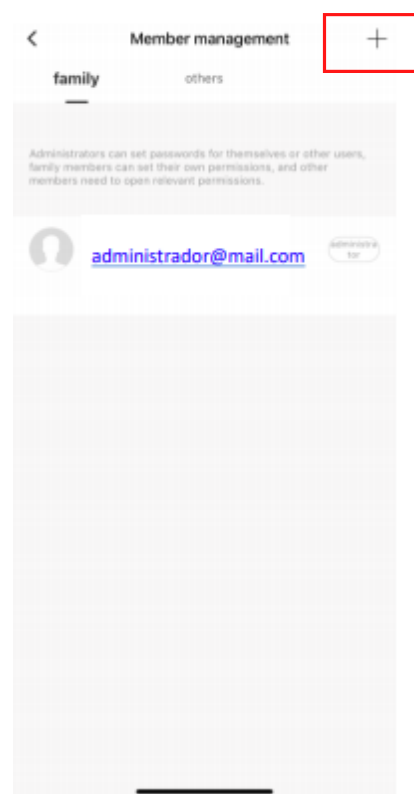 Member management
family others
Administrators can set passwords for themselves or other users,
family members can set their own permissions, and other
members need to open relevant permissions.
administrador@mail.com
administra
tor